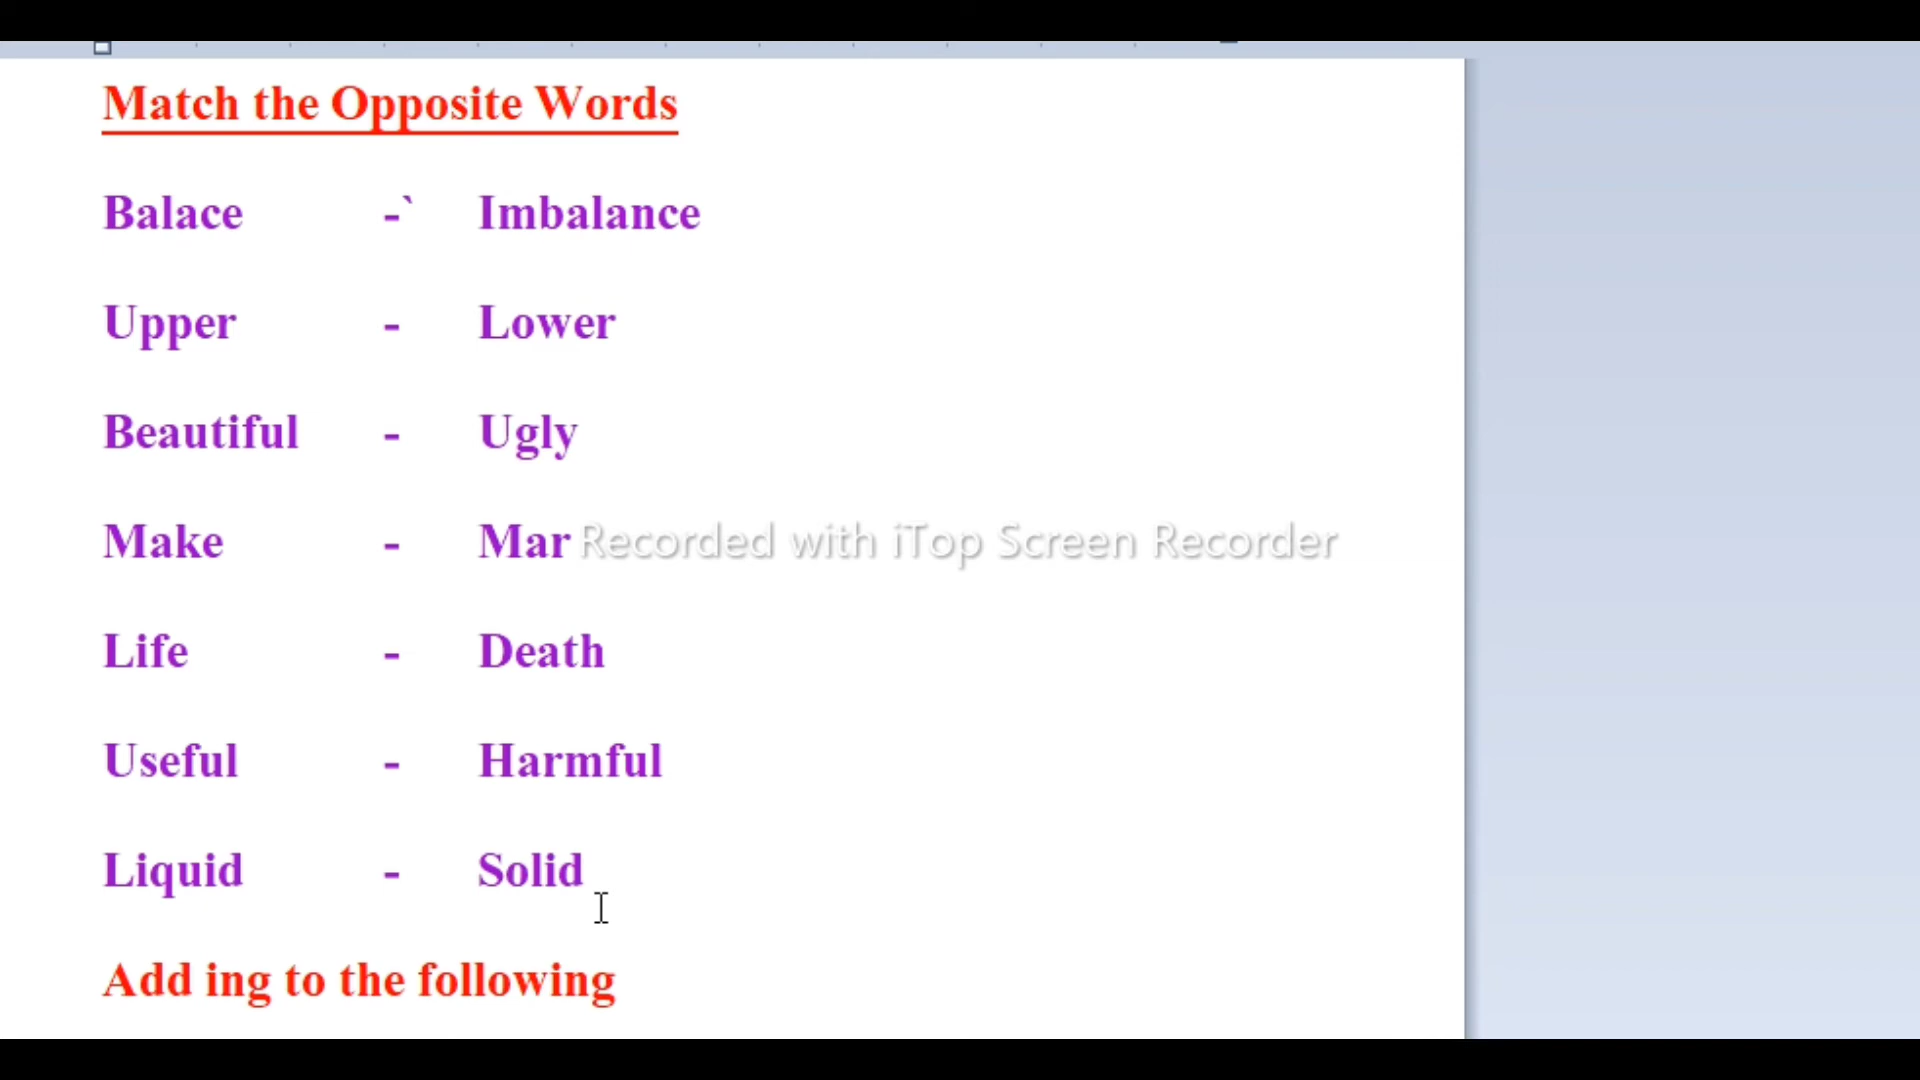 Match the Opposite Words
Balace -` Imbalance
Upper - Lower
Beautiful - Ugly
Make - Mar Recorded with iTop Screen Recorder
Life - Death
Useful - Harmful
Liquid - Solid
Add ing to the following